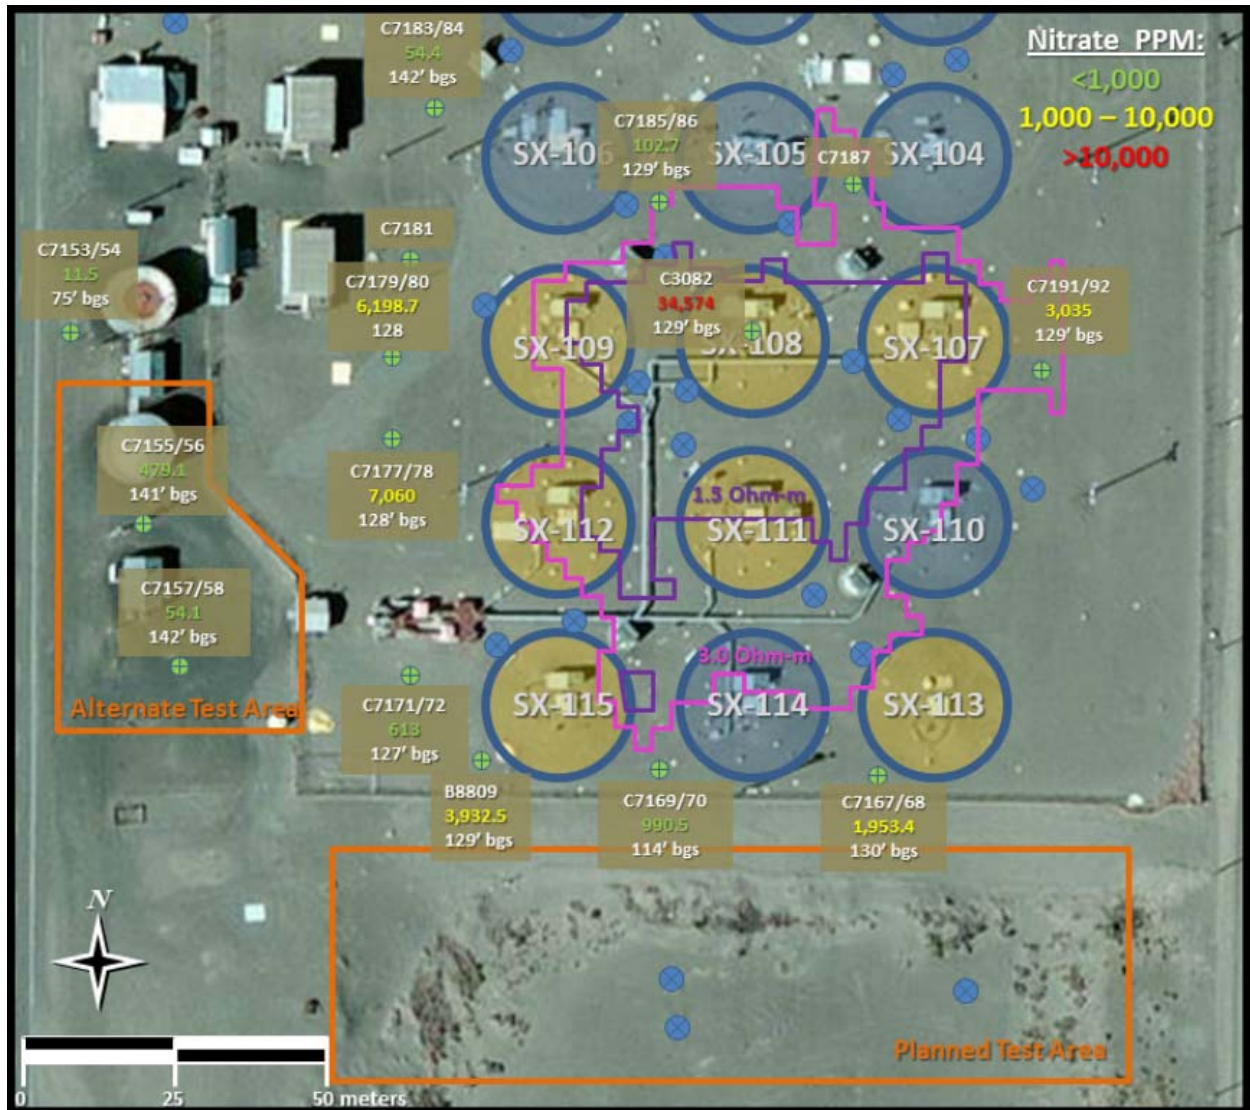 C7183/84
54.4
142' bgs
Nitrate PPM:
<1,000
1,000 – 10,000
>10,000
C7185/86
102.7
129' bgs
SX-106
SX-105
C7187
SX-104
C7153/54
11.5
75' bgs
C7181
C7179/80
6,198.7
128
C3082
34,574
129' bgs
C7191/92
3,035
129' bgs
SX-109
SX-108
SX-107
C7155/56
479.1
141' bgs
C7177/78
7,060
128' bgs
1.5 Ohm-m
SX-112
SX-111
SX-110
C7157/58
54.1
142' bgs
3.0 Ohm-m
Alternate Test Area
C7171/72
613
127' bgs
SX-115
SX-114
SX-113
B8809
3,932.5
129' bgs
C7169/70
990.5
114' bgs
C7167/68
1,953.4
130' bgs
N
Planned Test Area
0 25 50 meters